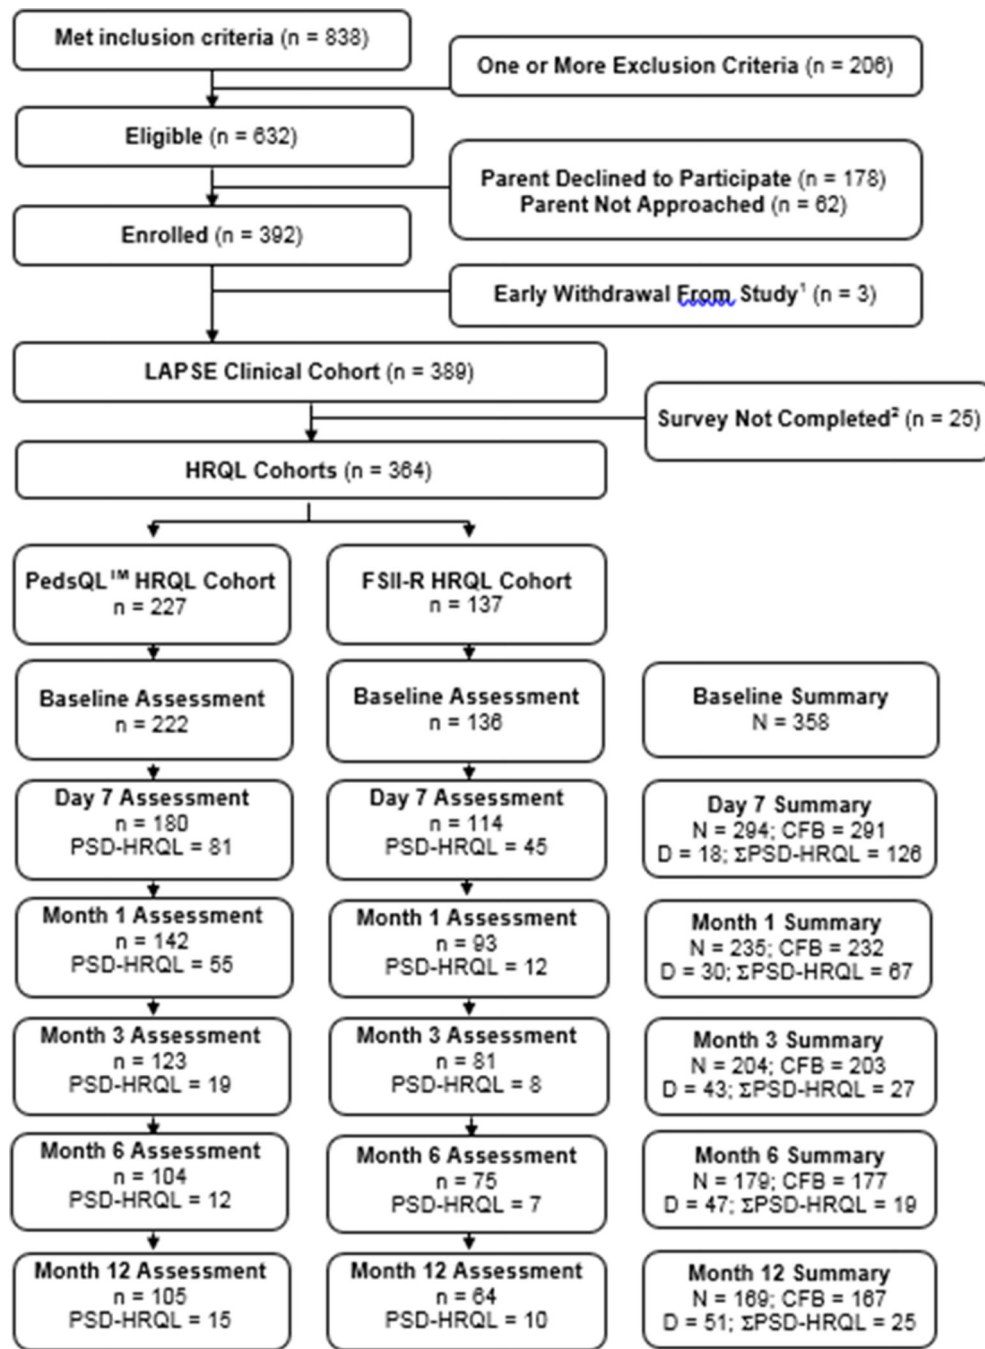 Met inclusion criteria (n = 838)
One or More Exclusion Criteria (n = 206)
Eligible (n = 632)
Parent Declined to Participate (n = 178)
Parent Not Approached (n = 62)
Enrolled (n = 392)
Early Withdrawal From Study¹ (n = 3)
LAPSE Clinical Cohort (n = 389)
Survey Not Completed² (n = 25)
HRQL Cohorts (n = 364)
PedsQL™ HRQL Cohort
n = 227
FSII-R HRQL Cohort
n = 137
Baseline Assessment
n = 222
Baseline Assessment
n = 136
Baseline Summary
N = 358
Day 7 Assessment
n = 180
PSD-HRQL = 81
Day 7 Assessment
n = 114
PSD-HRQL = 45
Day 7 Summary
N = 294; CFB = 291
D = 18; ΣPSD-HRQL = 126
Month 1 Assessment
n = 142
PSD-HRQL = 55
Month 1 Assessment
n = 93
PSD-HRQL = 12
Month 1 Summary
N = 235; CFB = 232
D = 30; ΣPSD-HRQL = 67
Month 3 Assessment
n = 123
PSD-HRQL = 19
Month 3 Assessment
n = 81
PSD-HRQL = 8
Month 3 Summary
N = 204; CFB = 203
D = 43; ΣPSD-HRQL = 27
Month 6 Assessment
n = 104
PSD-HRQL = 12
Month 6 Assessment
n = 75
PSD-HRQL = 7
Month 6 Summary
N = 179; CFB = 177
D = 47; ΣPSD-HRQL = 19
Month 12 Assessment
n = 105
PSD-HRQL = 15
Month 12 Assessment
n = 64
PSD-HRQL = 10
Month 12 Summary
N = 169; CFB = 167
D = 51; ΣPSD-HRQL = 25